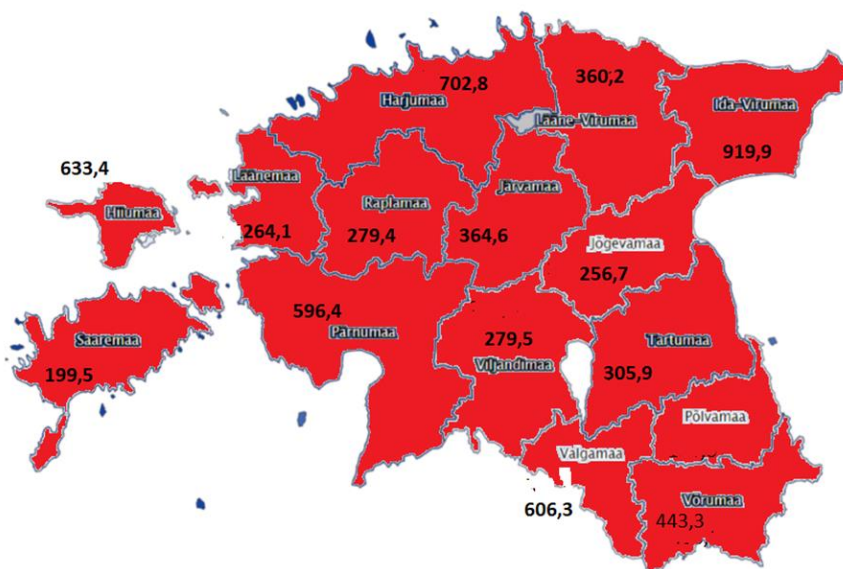 702,8
Harjumaa
360,2
Lääne-Virumaa
Ida-Virumaa
919,9
633,4
Hiiumaa
Läänemaa
264,1
Raplamaa
279,4
Järvamaa
364,6
Jõgevamaa
256,7
596,4
Pärnumaa
279,5
Viljandimaa
Tartumaa
305,9
Saaremaa
199,5
Põlvamaa
Valgamaa
606,3
Võrumaa
443,3